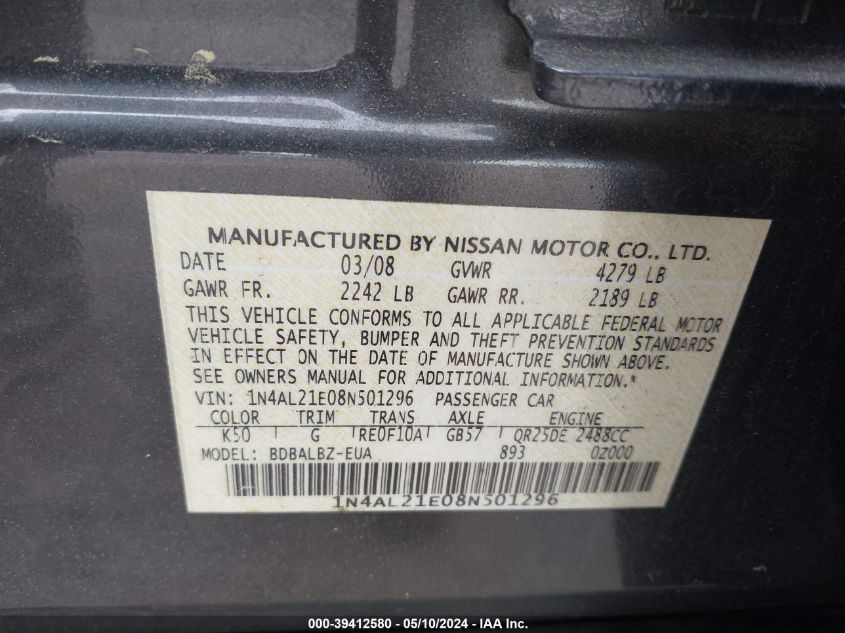 MANUFACTURED BY NISSAN MOTOR CO., LTD.
DATE 03/08 GVWR 4279 LB
GAWR FR. 2242 LB GAWR RR. 2189 LB
THIS VEHICLE CONFORMS TO ALL APPLICABLE FEDERAL MOTOR
VEHICLE SAFETY, BUMPER AND THEFT PREVENTION STANDARDS
IN EFFECT ON THE DATE OF MANUFACTURE SHOWN ABOVE.
SEE OWNERS MANUAL FOR ADDITIONAL INFORMATION.*
VIN: 1N4AL21E08N501296 PASSENGER CAR
COLOR TRIM TRANS AXLE ENGINE
K50 G RE0F10A GB57 QR25DE 2488CC
MODEL: BDBALBZ-EUA 893 0Z000
1N4AL21E08N501296
000-39412580 - 05/10/2024 - IAA Inc.